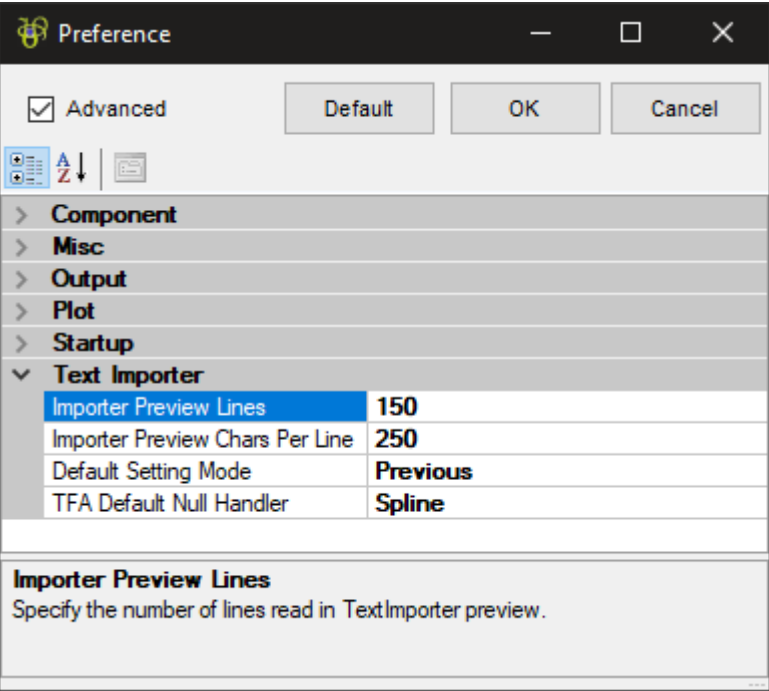 Preference
Advanced Default OK Cancel
A
Z
Component
Misc
Output
Plot
Startup
Text Importer
Importer Preview Lines 150
Importer Preview Chars Per Line 250
Default Setting Mode Previous
TFA Default Null Handler Spline
Importer Preview Lines
Specify the number of lines read in TextImporter preview.